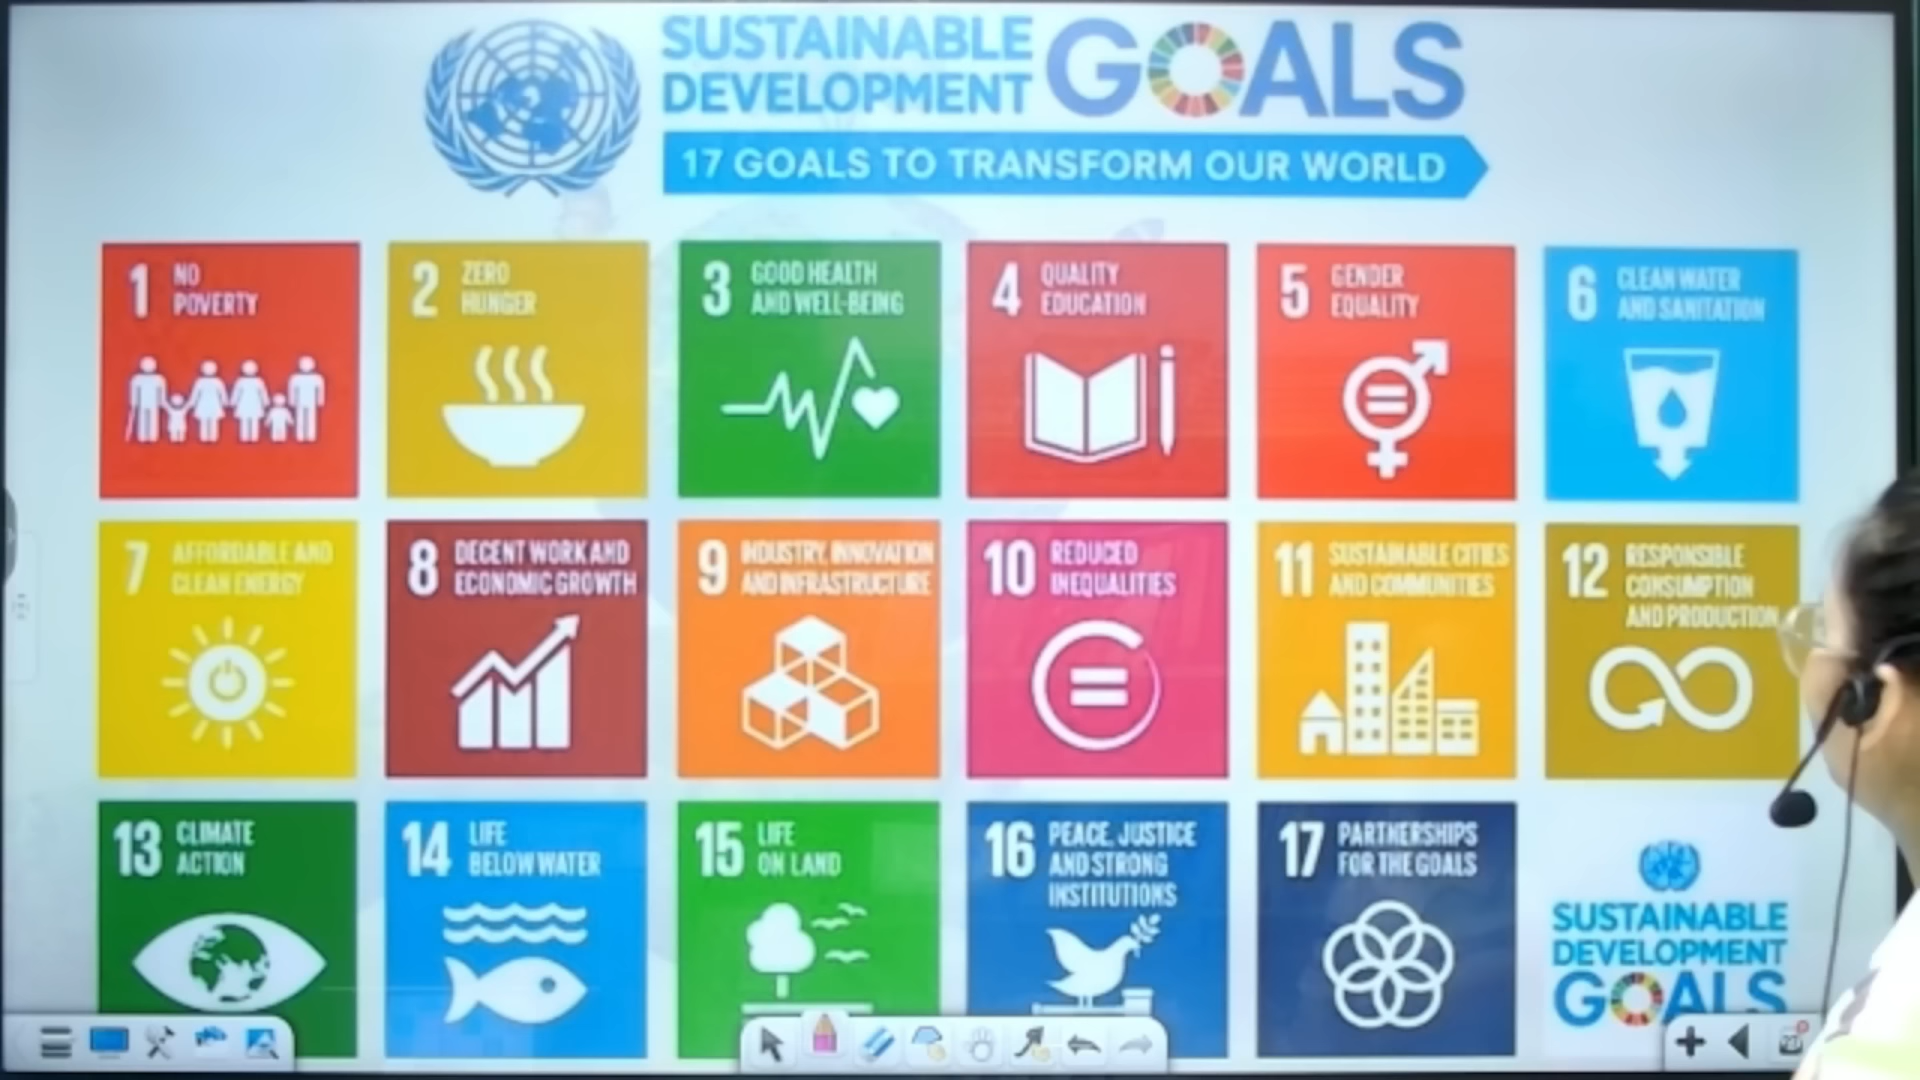 SUSTAINABLE
DEVELOPMENT
GOALS
17 GOALS TO TRANSFORM OUR WORLD
1 NO
POVERTY
2 ZERO
HUNGER
3 GOOD HEALTH
AND WELL-BEING
4 QUALITY
EDUCATION
5 GENDER
EQUALITY
6 CLEAN WATER
AND SANITATION
7 AFFORDABLE AND
CLEAN ENERGY
8 DECENT WORK AND
ECONOMIC GROWTH
9 INDUSTRY, INNOVATION
AND INFRASTRUCTURE
10 REDUCED
INEQUALITIES
11 SUSTAINABLE CITIES
AND COMMUNITIES
12 RESPONSIBLE
CONSUMPTION
AND PRODUCTION
13 CLIMATE
ACTION
14 LIFE
BELOW WATER
15 LIFE
ON LAND
16 PEACE, JUSTICE
AND STRONG
INSTITUTIONS
17 PARTNERSHIPS
FOR THE GOALS
SUSTAINABLE
DEVELOPMENT
GOALS